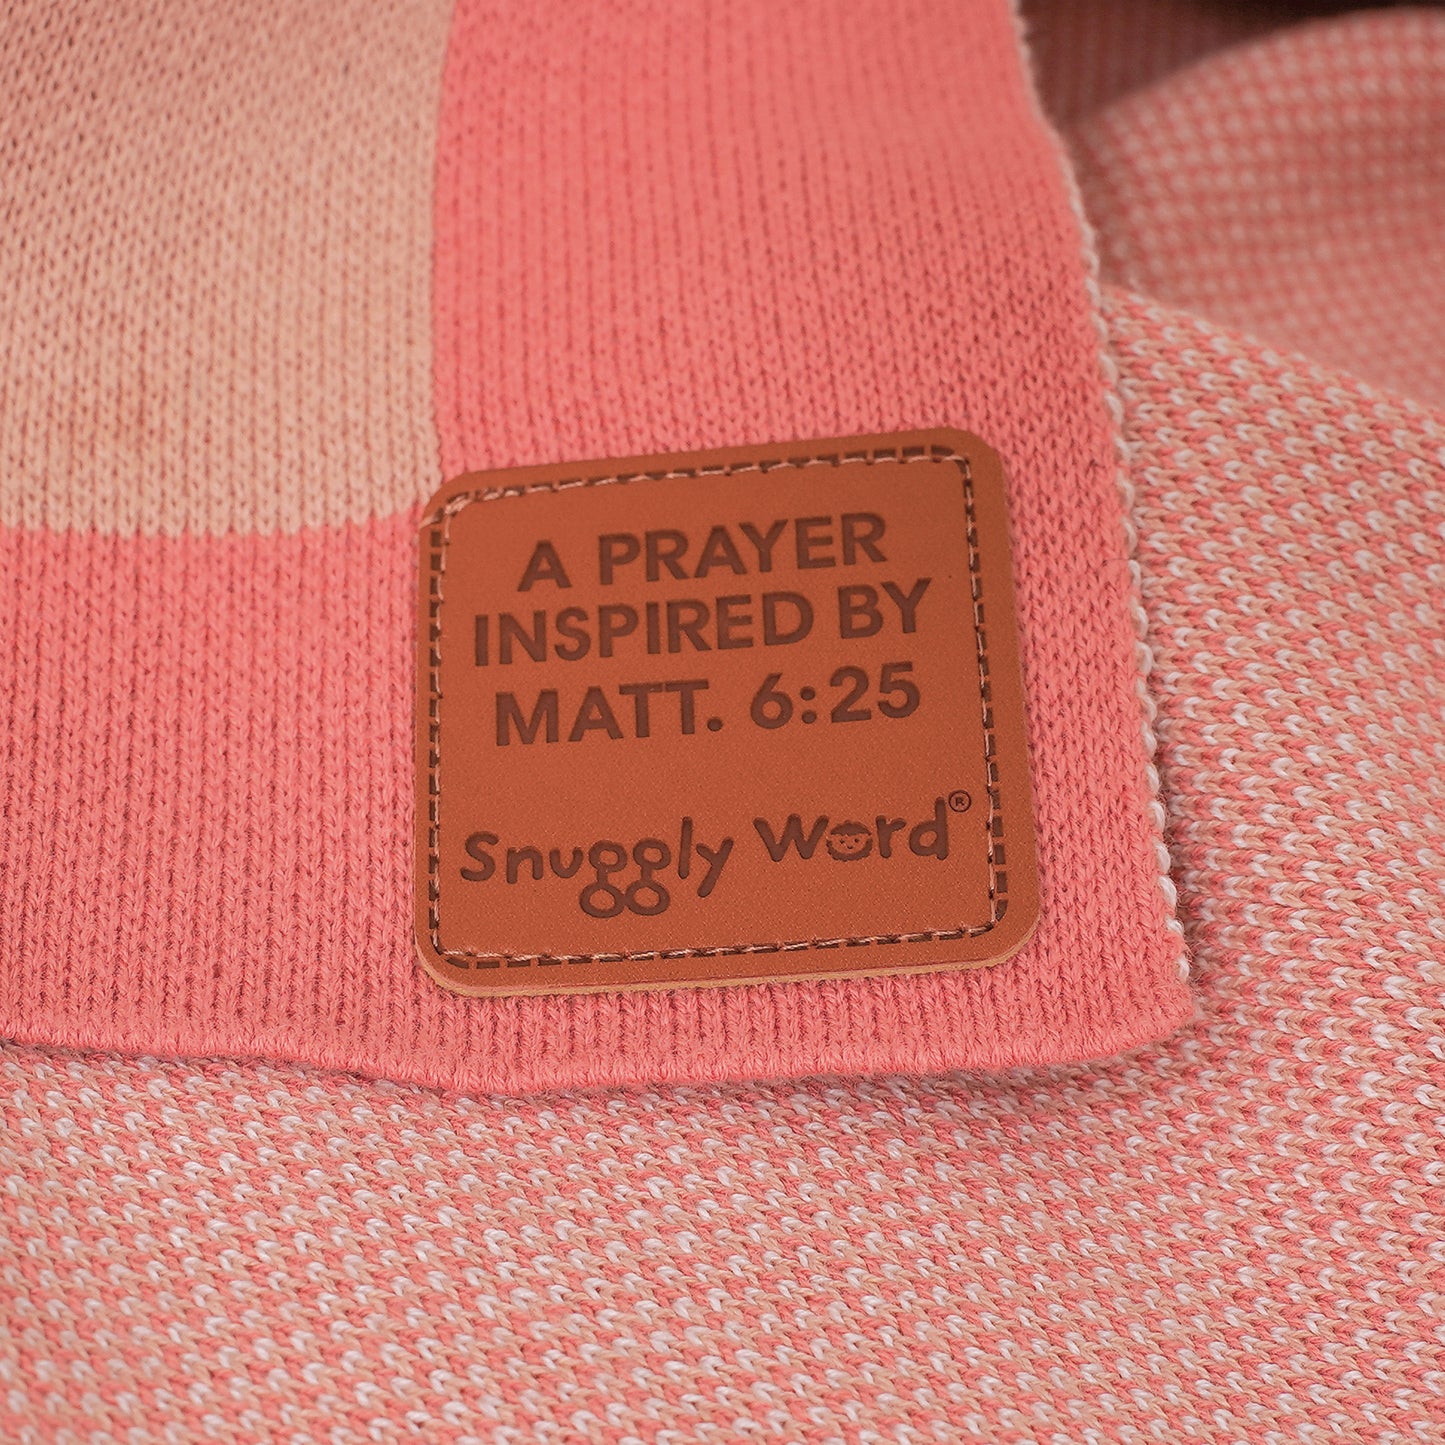 A PRAYER
INSPIRED BY
MATT. 6:25
Snuggly Word®